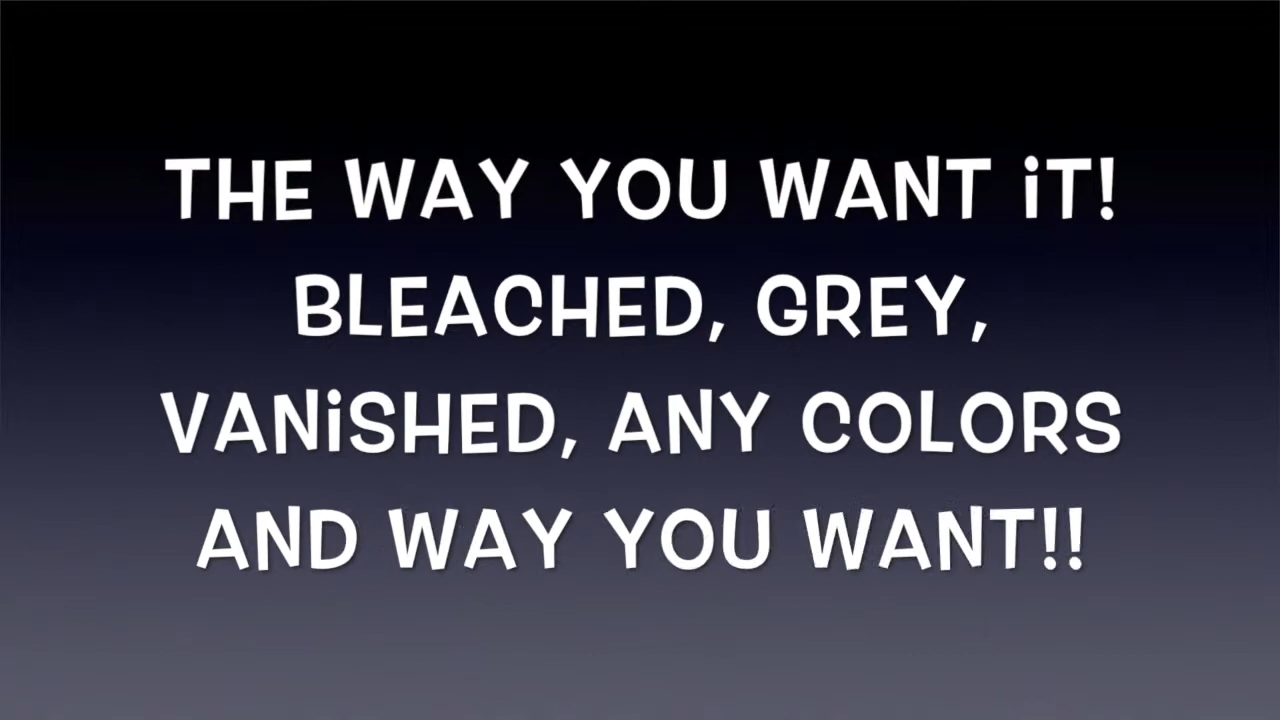 THE WAY YOU WANT iT!
BLEACHED, GREY,
VANiSHED, ANY COLORS
AND WAY YOU WANT!!